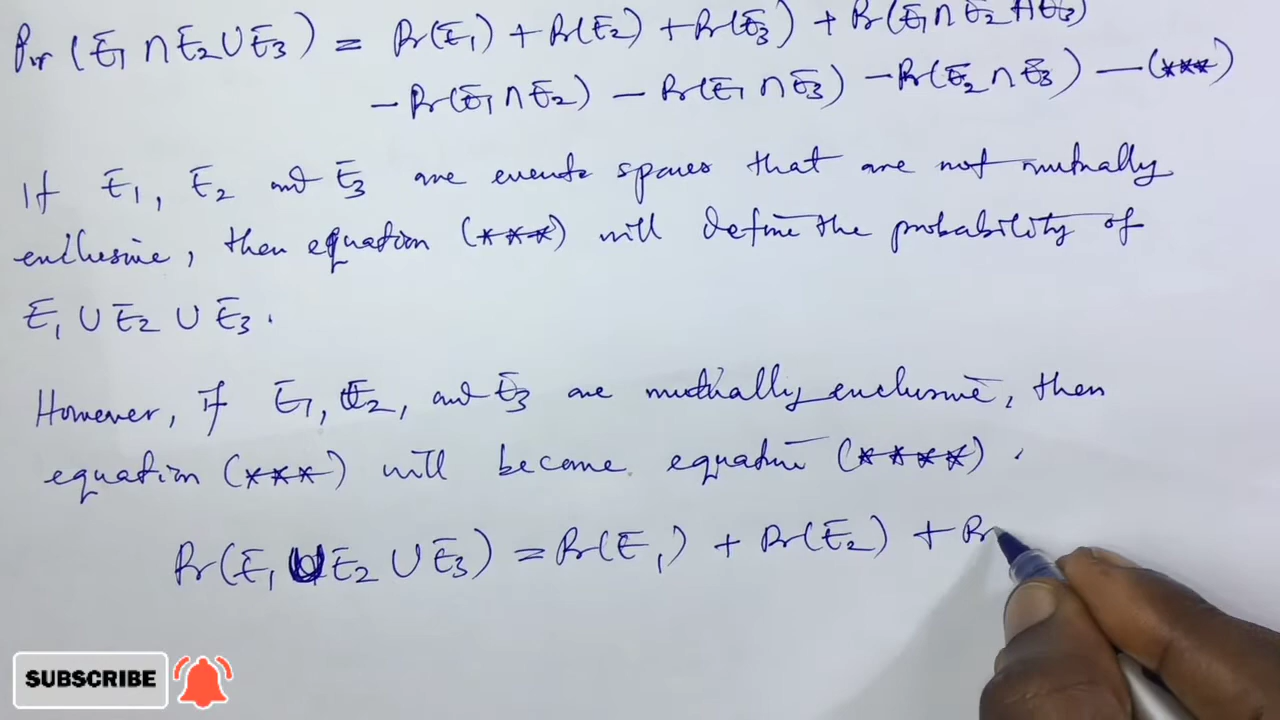 Pr (E1 ∩ E2 ∪ E3) = Pr(E1) + Pr(E2) + Pr(E3) + Pr(E1 ∩ E2 ∩ E3)
− Pr(E1 ∩ E2) − Pr(E1 ∩ E3) − Pr(E2 ∩ E3) — (***)
If E1, E2 and E3 are events spaces that are not mutually
exclusive, then equation (***) will define the probability of
E1 ∪ E2 ∪ E3.
However, if E1, E2, and E3 are mutually exclusive, then
equation (***) will become equation (****).
Pr(E1 ∪ E2 ∪ E3) = Pr(E1) + Pr(E2) + Pr
SUBSCRIBE